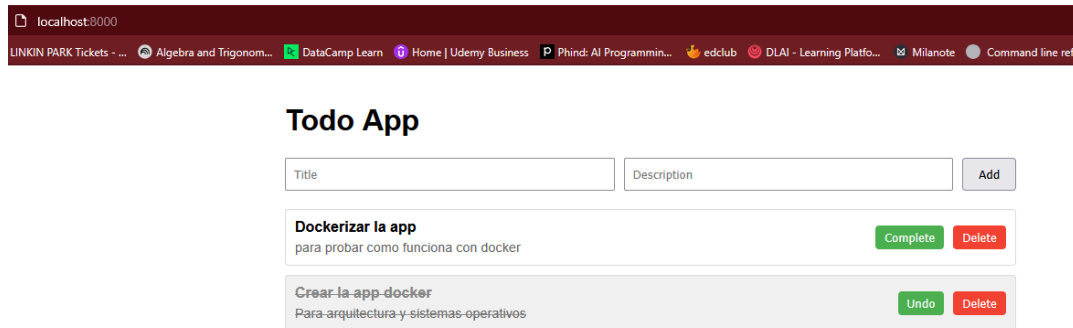 localhost:8000
LINKIN PARK Tickets - ... Algebra and Trigonom... DataCamp Learn Home | Udemy Business Phind: AI Programmin... edclub DLAI - Learning Platfo... Milanote Command line ref
Todo App
Title Description Add
Dockerizar la app
para probar como funciona con docker
Complete Delete
Crear la app docker
Para arquitectura y sistemas operativos
Undo Delete